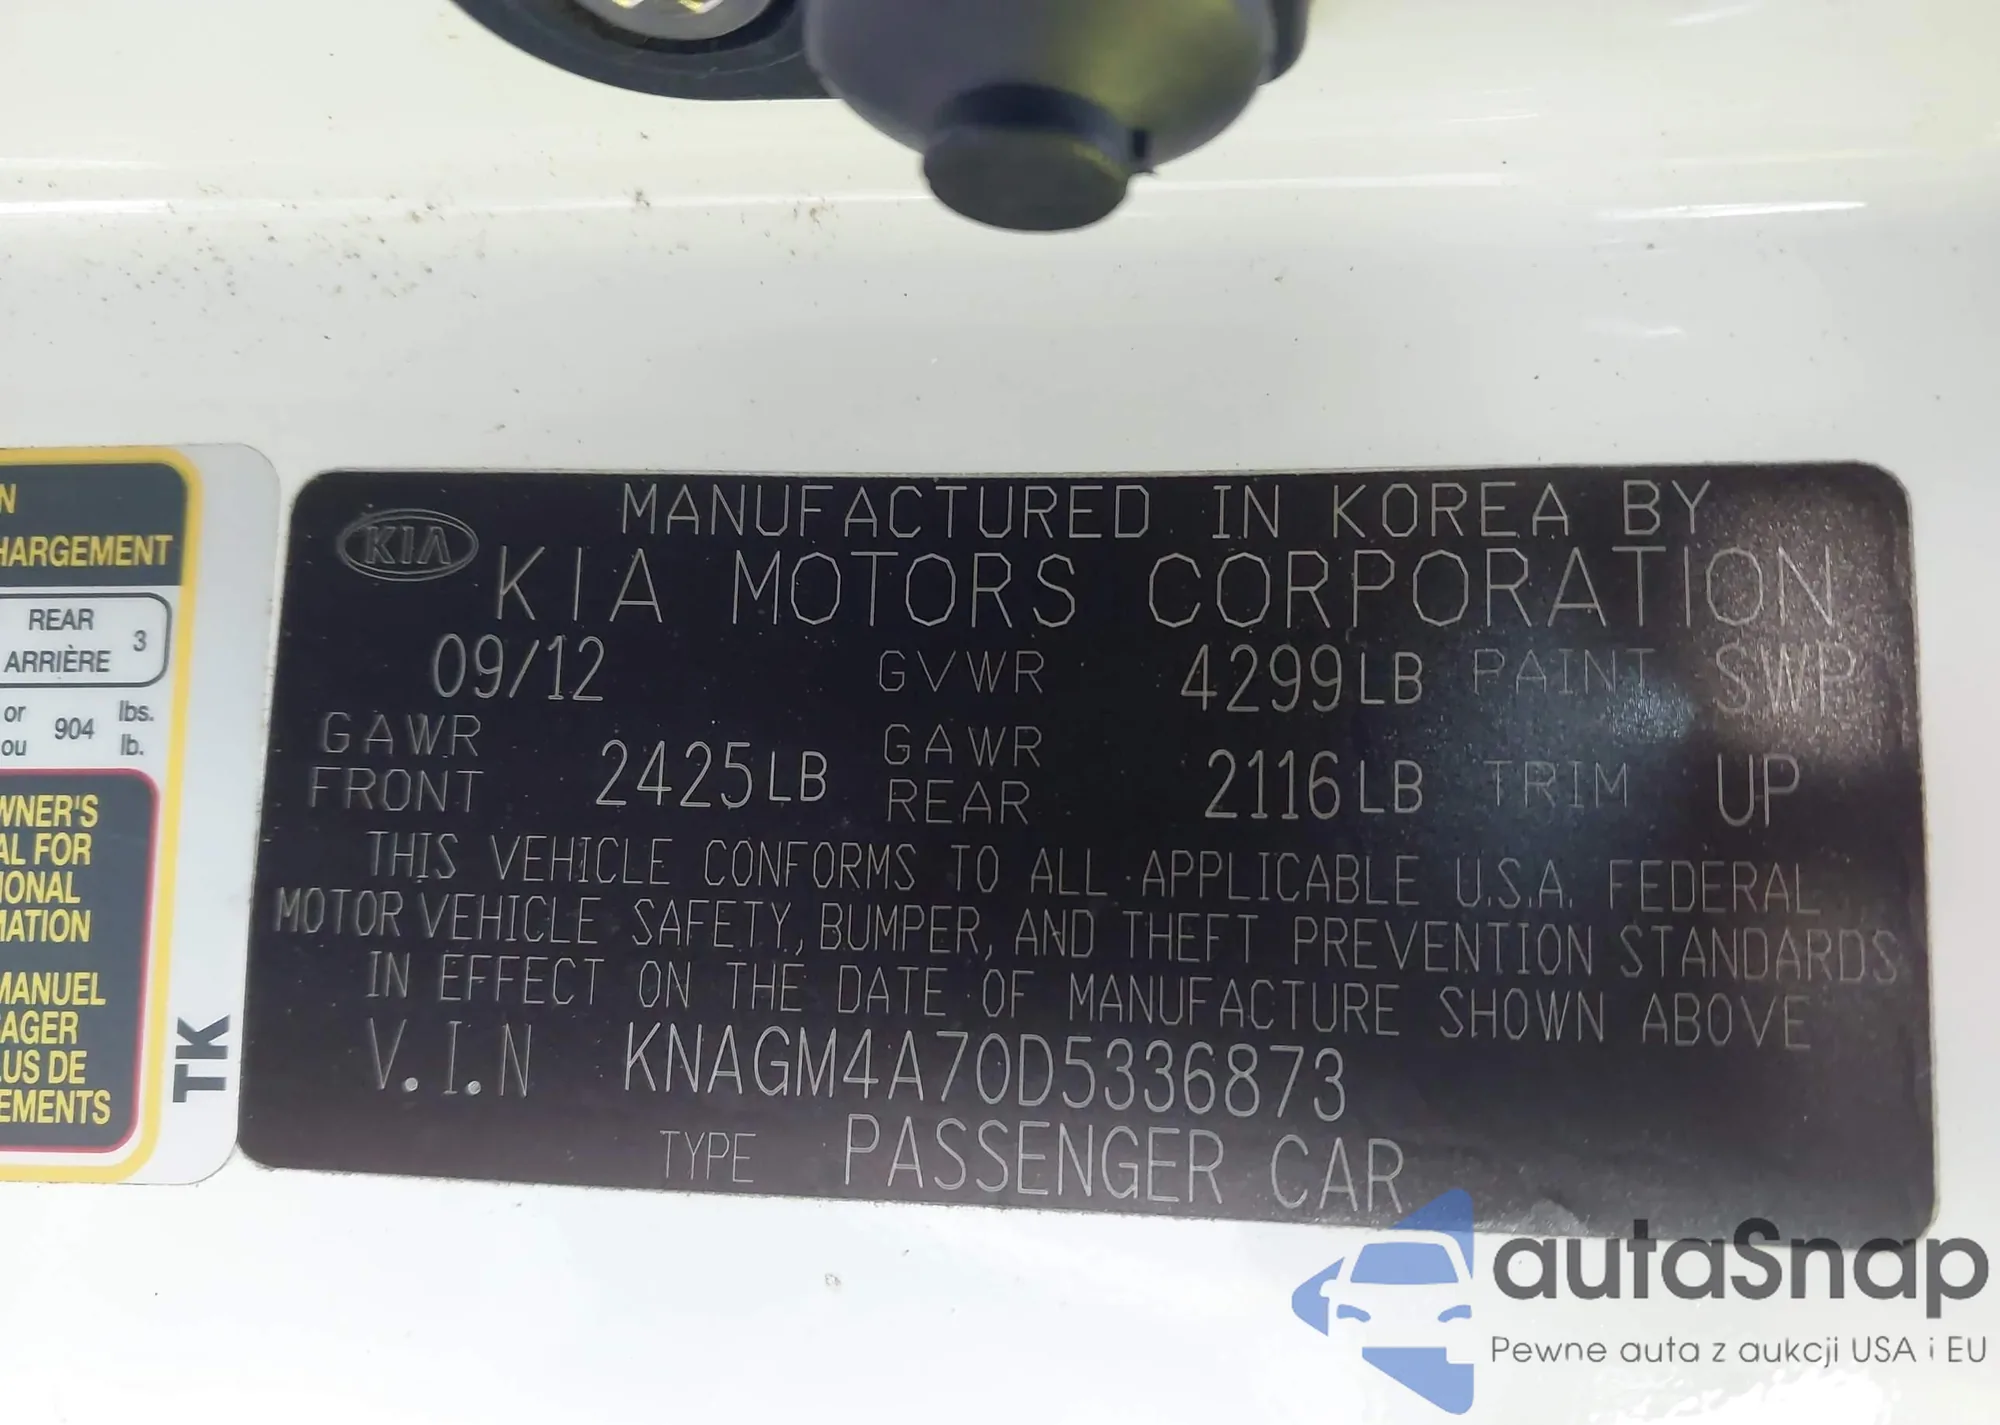 N
HARGEMENT
REAR
ARRIÈRE 3
or 904 lbs.
ou lb.
WNER'S
AL FOR
IONAL
MATION
MANUEL
AGER
LUS DE
EMENTS
TK
KIA
MANUFACTURED IN KOREA BY
KIA MOTORS CORPORATION
09/12 GVWR 4299LB PAINT SWP
GAWR FRONT 2425LB GAWR REAR 2116LB TRIM UP
THIS VEHICLE CONFORMS TO ALL APPLICABLE U.S.A. FEDERAL
MOTOR VEHICLE SAFETY, BUMPER, AND THEFT PREVENTION STANDARDS
IN EFFECT ON THE DATE OF MANUFACTURE SHOWN ABOVE
V.I.N KNAGM4A70D5336873
TYPE PASSENGER CAR
autaSnap
Pewne auta z aukcji USA i EU